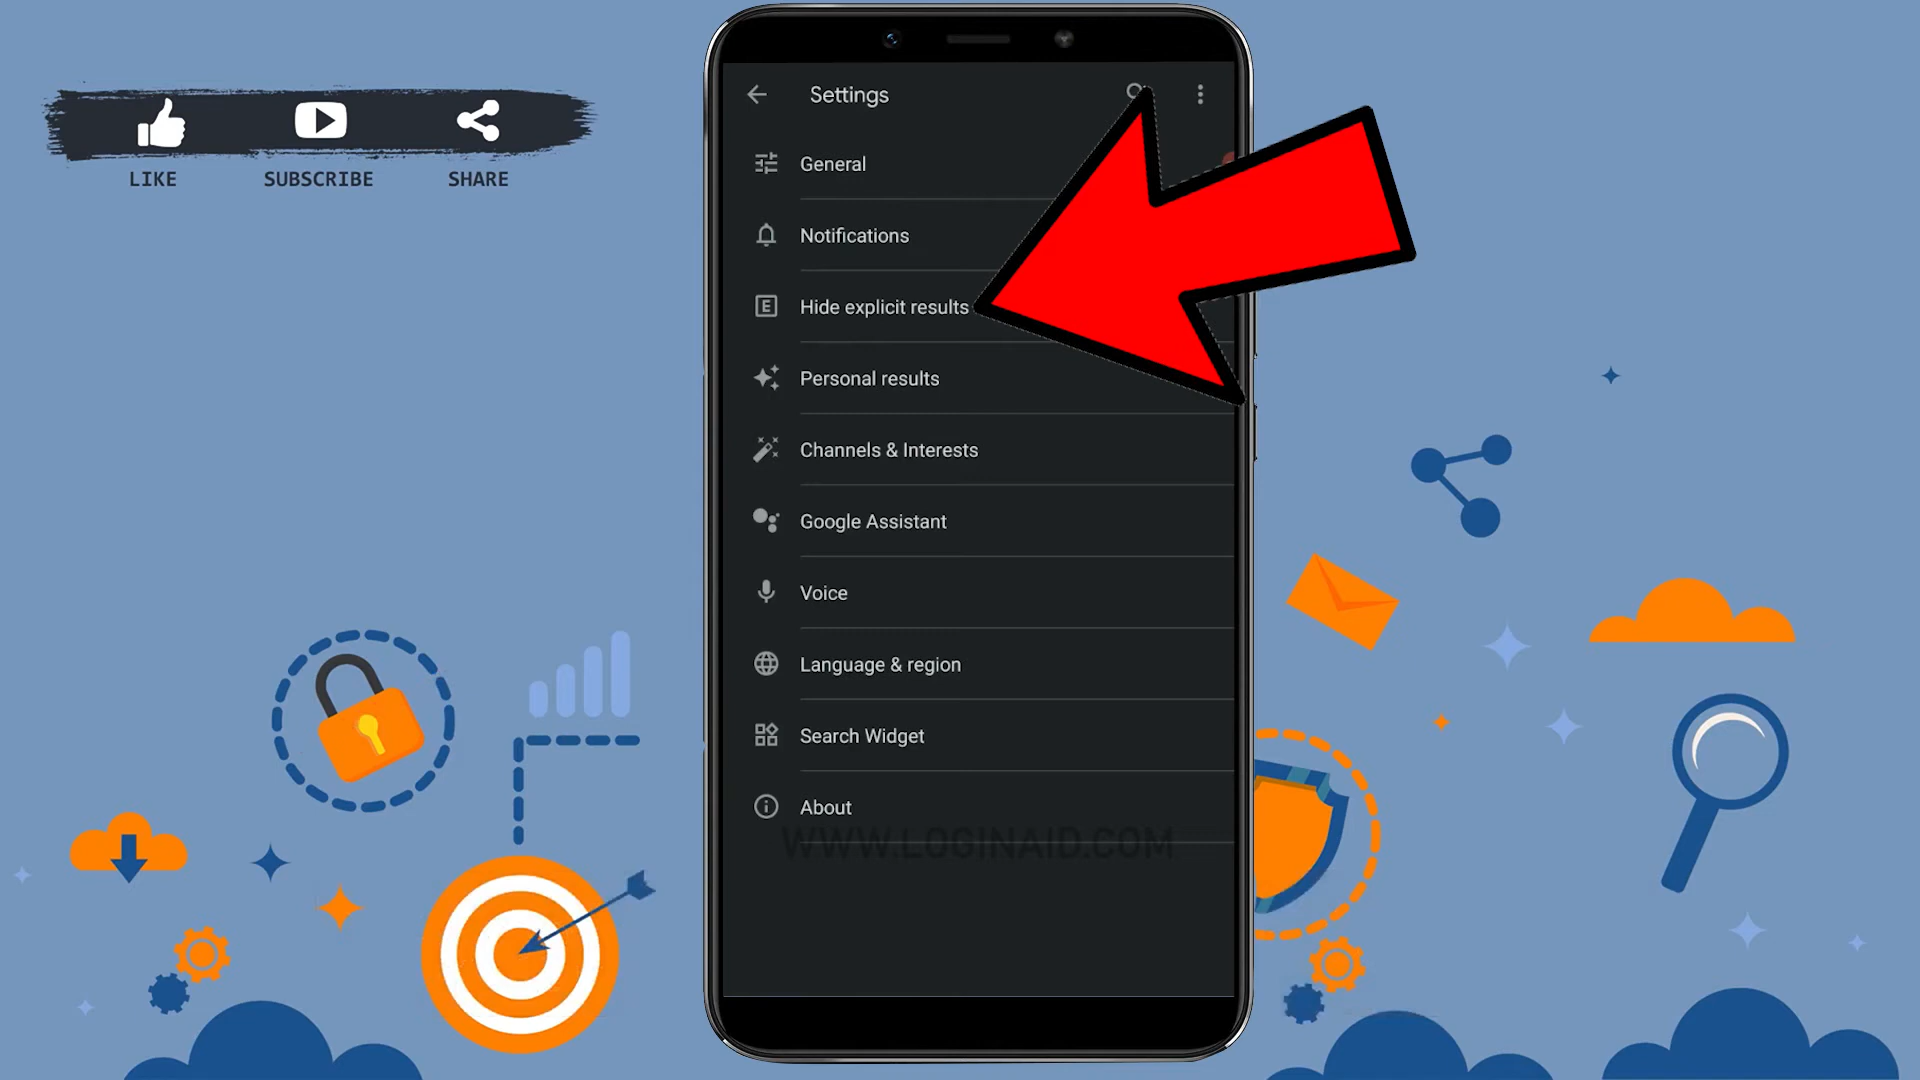 LIKE SUBSCRIBE SHARE
Settings
General
Notifications
E Hide explicit results
Personal results
Channels & Interests
Google Assistant
Voice
Language & region
Search Widget
About
WWW.LOGINAID.COM